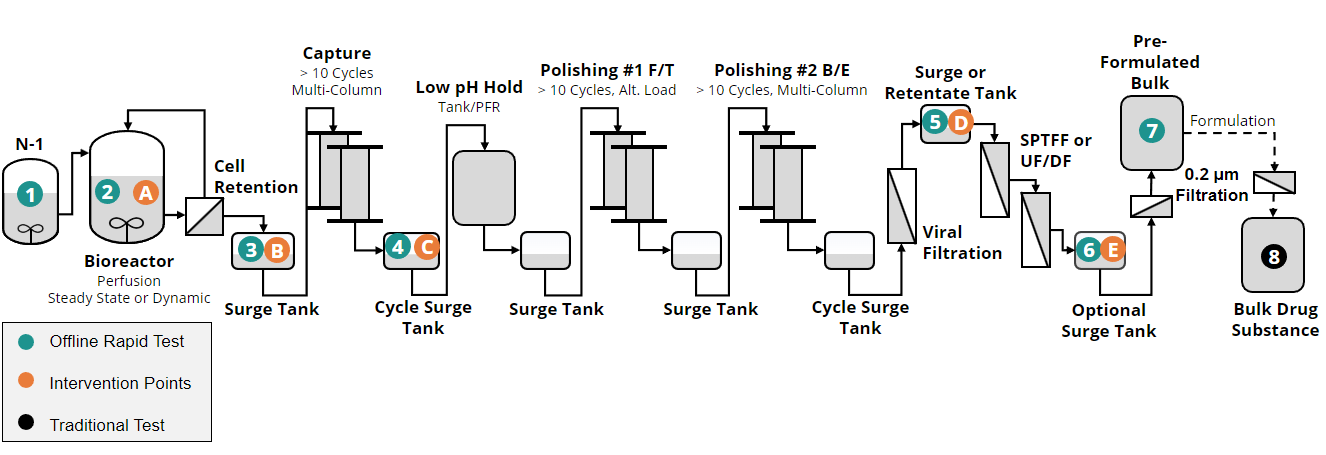 N-1
1
Bioreactor
Perfusion
Steady State or Dynamic
2
A
Cell
Retention
3
B
Surge Tank
Capture
> 10 Cycles
Multi-Column
4
C
Cycle Surge
Tank
Low pH Hold
Tank/PFR
Surge Tank
Polishing #1 F/T
> 10 Cycles, Alt. Load
Surge Tank
Polishing #2 B/E
> 10 Cycles, Multi-Column
Cycle Surge
Tank
Viral
Filtration
Surge or
Retentate Tank
5
D
SPTFF or
UF/DF
6
E
Optional
Surge Tank
Pre-
Formulated
Bulk
7
0.2 µm
Filtration
Formulation
8
Bulk Drug
Substance
Offline Rapid Test
Intervention Points
Traditional Test